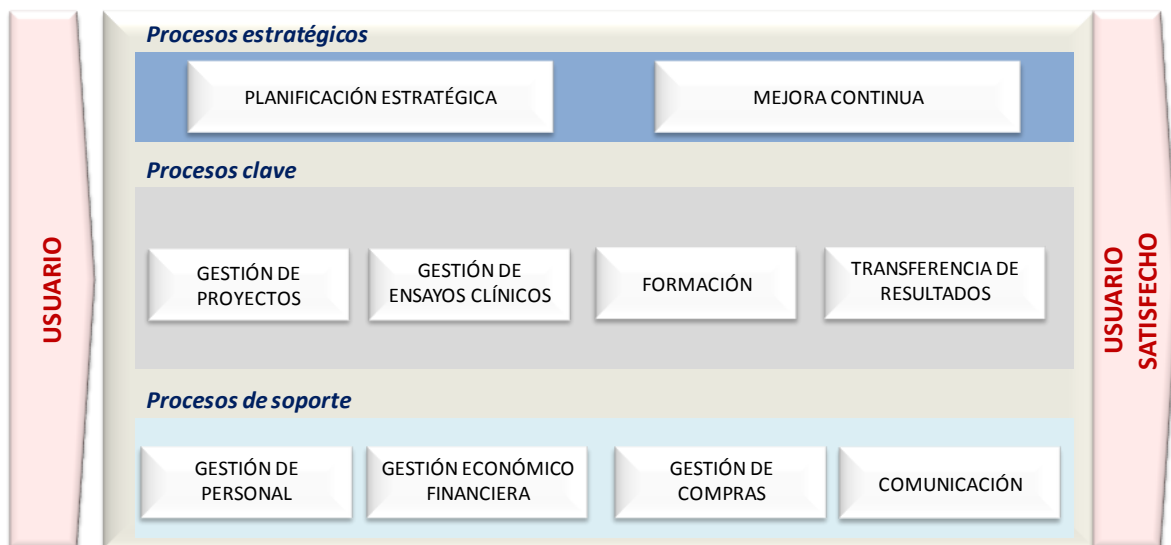 Procesos estratégicos
PLANIFICACIÓN ESTRATÉGICA
MEJORA CONTINUA
Procesos clave
USUARIO
GESTIÓN DE
PROYECTOS
GESTIÓN DE
ENSAYOS CLÍNICOS
FORMACIÓN
TRANSFERENCIA DE
RESULTADOS
USUARIO
SATISFECHO
Procesos de soporte
GESTIÓN DE
PERSONAL
GESTIÓN ECONÓMICO
FINANCIERA
GESTIÓN DE
COMPRAS
COMUNICACIÓN